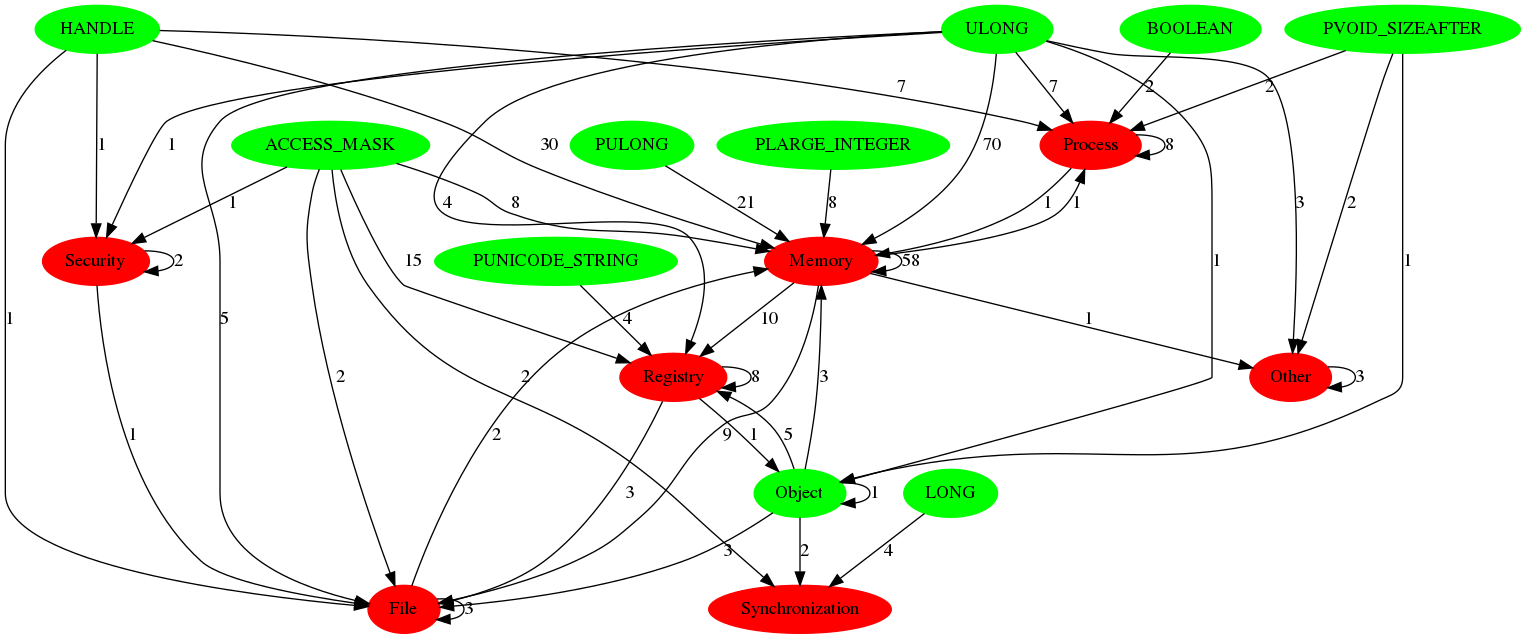 HANDLE
ULONG
BOOLEAN
PVOID_SIZEAFTER
7
7
2
2
ACCESS_MASK
PULONG
PLARGE_INTEGER
Process
1
1
30
70
8
4
1
8
21
8
1
1
3
2
Security
2
PUNICODE_STRING
Memory
58
15
1
1
1
5
4
10
1
Registry
8
Other
3
2
2
3
1
2
9
1
5
3
Object
1
LONG
3
2
4
File
3
Synchronization